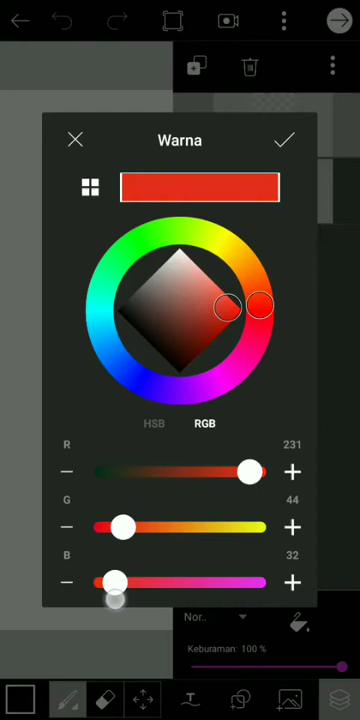 Warna
HSB RGB
R 231
G 44
B 32
Nor..
Keburaman: 100 %
T